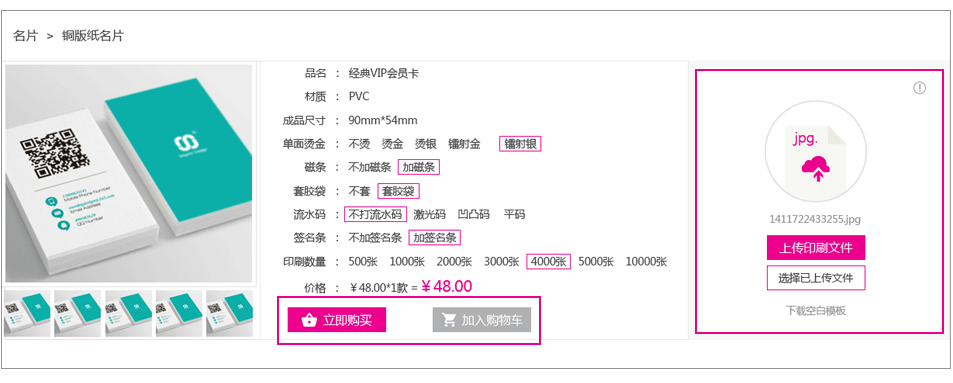 名片 > 铜版纸名片
品名 : 经典VIP会员卡
材质 : PVC
成品尺寸 : 90mm*54mm
单面烫金 : 不烫 烫金 烫银 镭射金 镭射银
磁条 : 不加磁条 加磁条
套胶袋 : 不套 套胶袋
流水码 : 不打流水码 激光码 凹凸码 平码
签名条 : 不加签名条 加签名条
印刷数量 : 500张 1000张 2000张 3000张 4000张 5000张 10000张
价格 : ￥48.00*1款 = ￥48.00
立即购买 加入购物车
jpg.
1411722433255.jpg
上传印刷文件
选择已上传文件
下载空白模板
Mobile Phone Number
Email Address
QQ Number